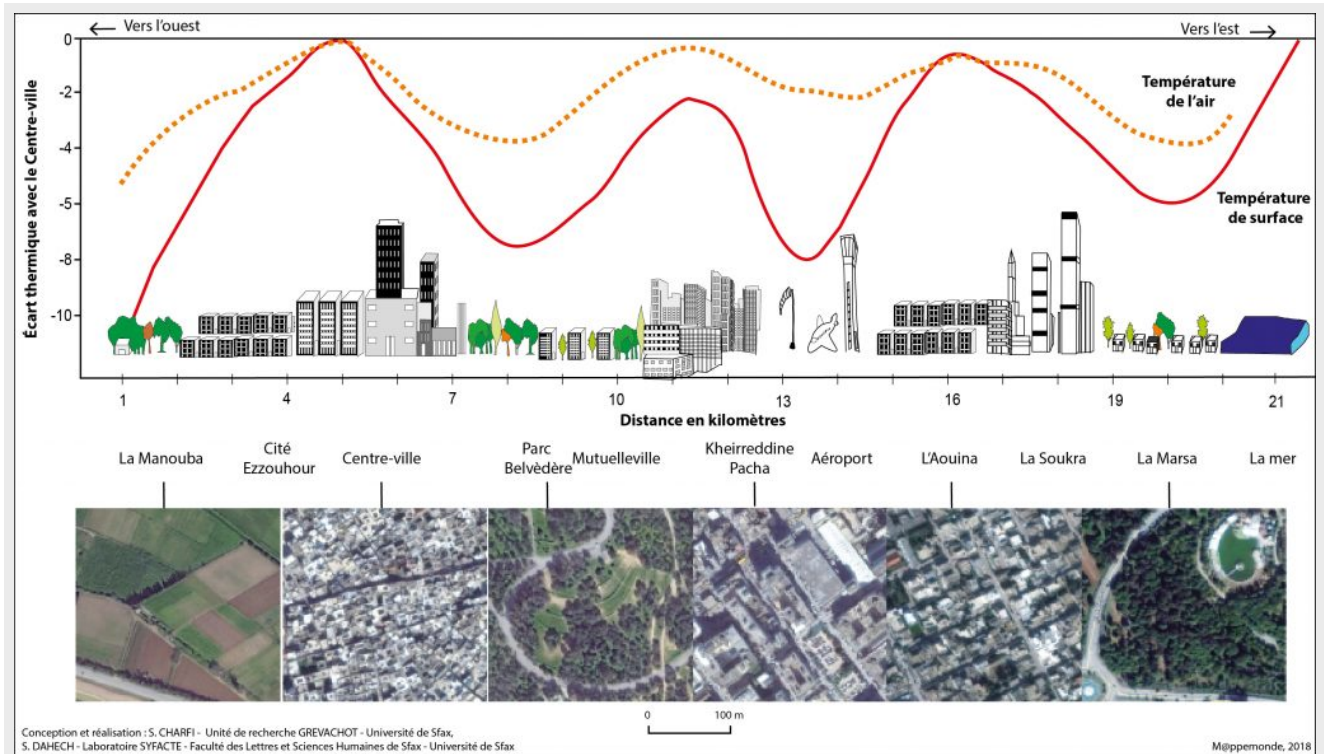 Vers l'ouest
Vers l'est
0
-2
-4
-5
-8
-10
Écart thermique avec le Centre-ville
Température
de l'air
Température
de surface
1 4 7 10 13 16 19 21
Distance en kilomètres
La Manouba
Cité
Ezzouhour
Centre-ville
Parc
Belvèdère
Mutuelleville
Kheirreddine
Pacha
Aéroport
L'Aouina
La Soukra
La Marsa
La mer
0 100 m
Conception et réalisation : S. CHARFI - Unité de recherche GREVACHOT - Université de Sfax,
S. DAHECH - Laboratoire SYFACTE - Faculté des Lettres et Sciences Humaines de Sfax - Université de Sfax
M@ppemonde, 2018